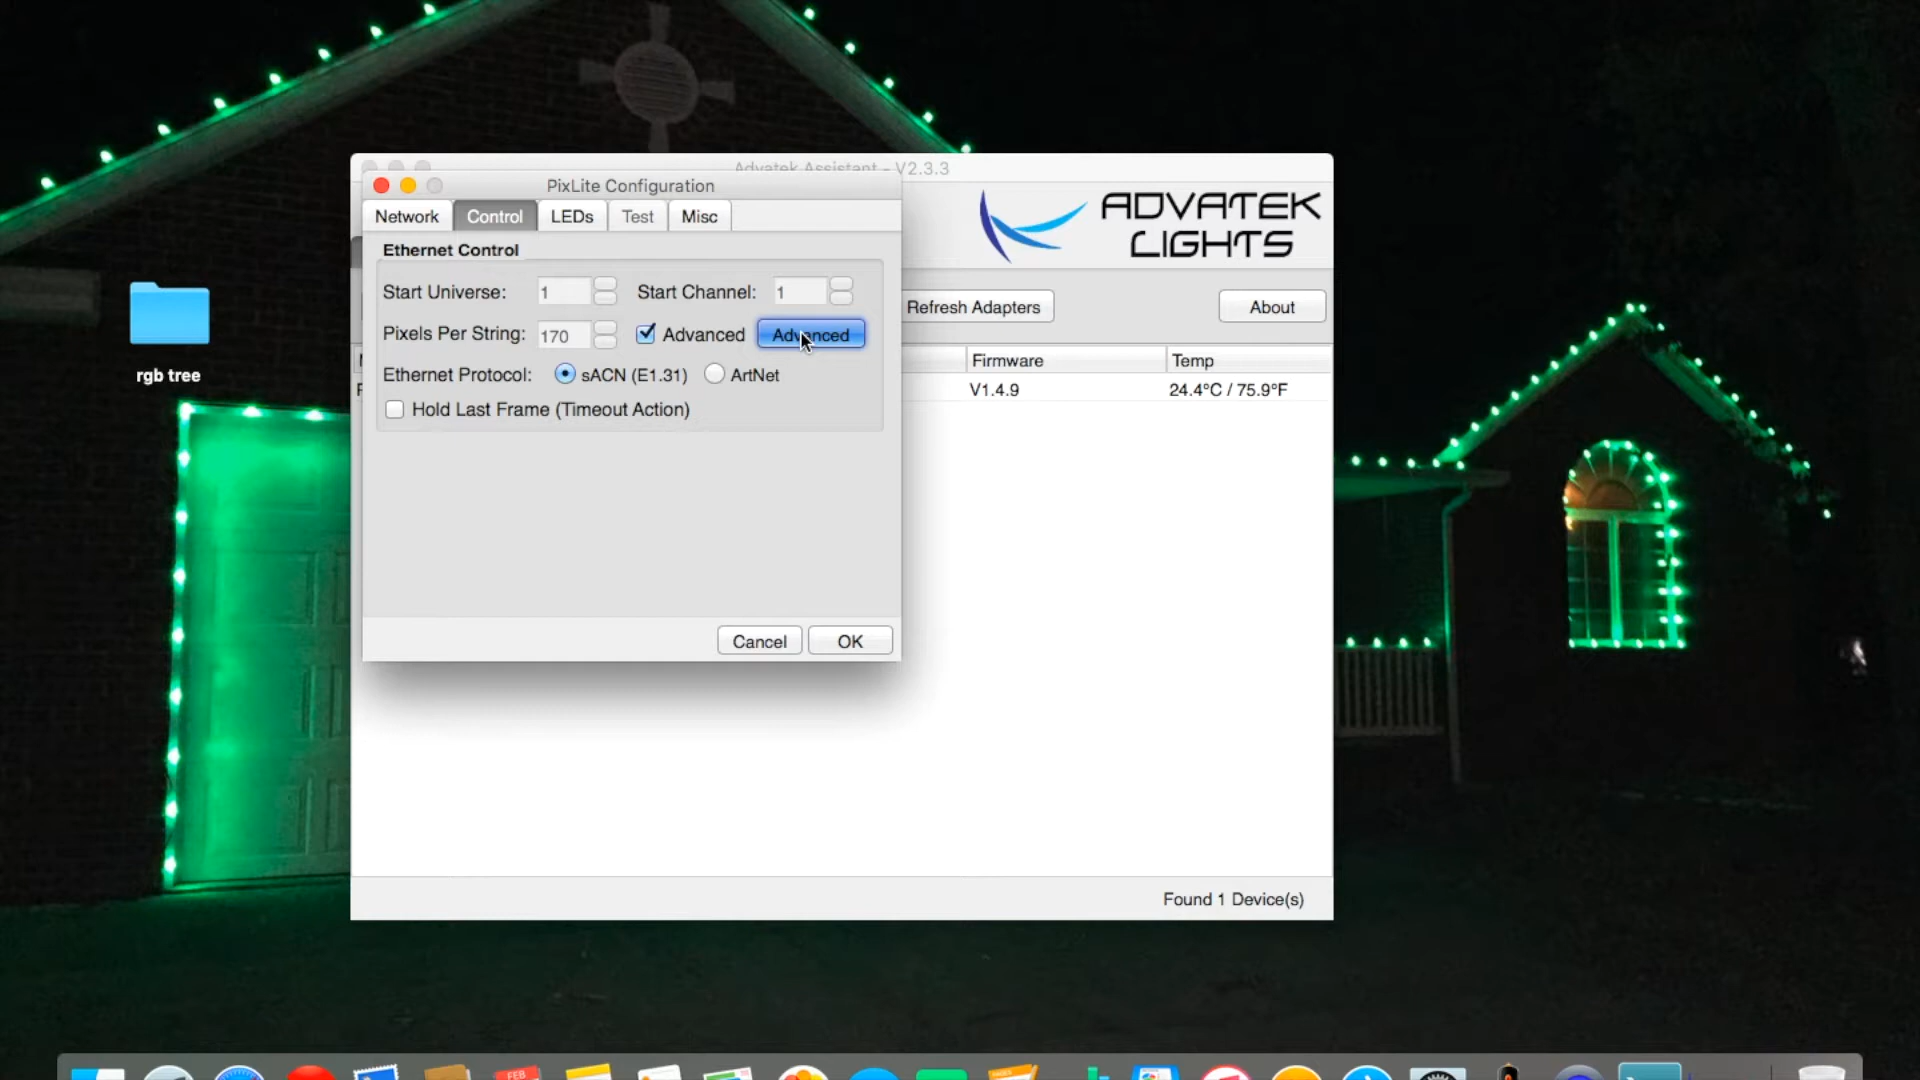 Advatek Assistant - V2.3.3
PixLite Configuration
Network Control LEDs Test Misc
ADVATEK
LIGHTS
Ethernet Control
Start Universe: 1 Start Channel: 1
Refresh Adapters About
Pixels Per String: 170 Advanced Advanced
Firmware Temp
Ethernet Protocol: sACN (E1.31) ArtNet
V1.4.9 24.4°C / 75.9°F
Hold Last Frame (Timeout Action)
rgb tree
Cancel OK
Found 1 Device(s)
FEB